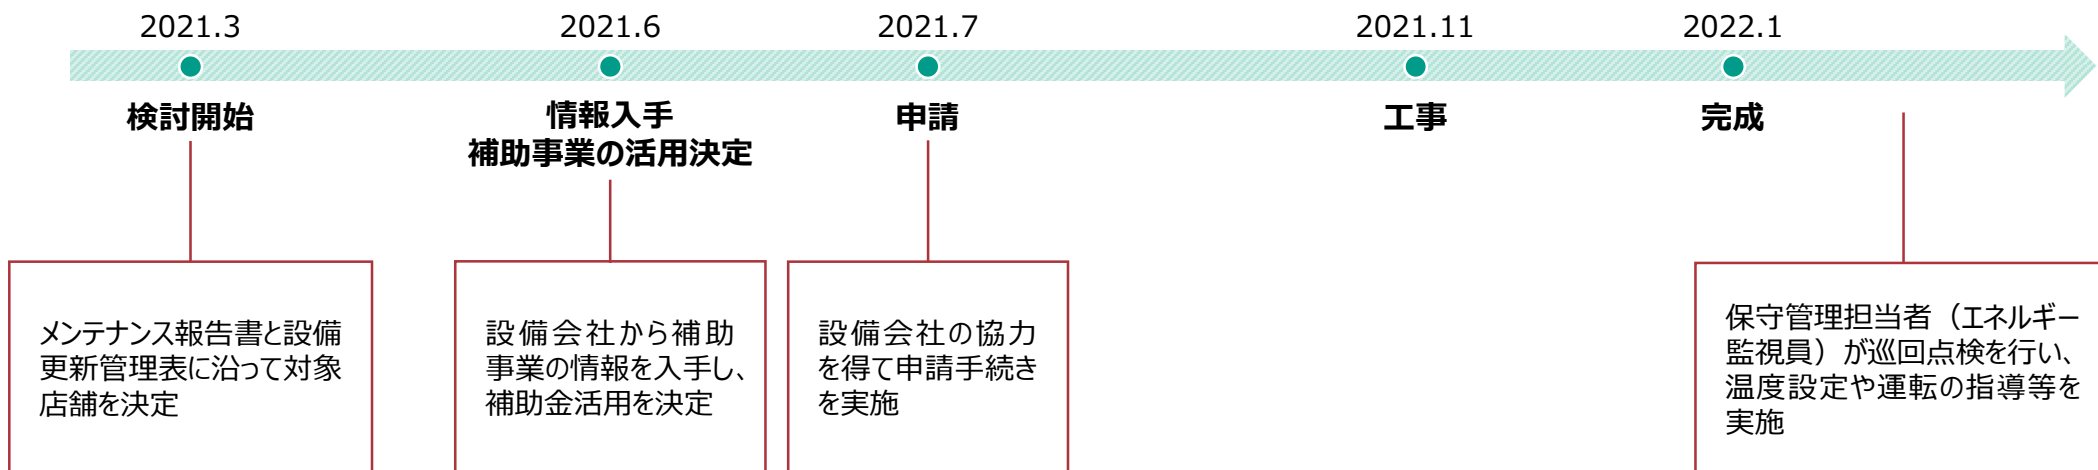 2021.3
2021.6
2021.7
2021.11
2022.1
検討開始
情報入手
補助事業の活用決定
申請
工事
完成
メンテナンス報告書と設備
更新管理表に沿って対象
店舗を決定
設備会社から補助
事業の情報を入手し、
補助金活用を決定
設備会社の協力
を得て申請手続き
を実施
保守管理担当者（エネルギー
監視員）が巡回点検を行い、
温度設定や運転の指導等を
実施